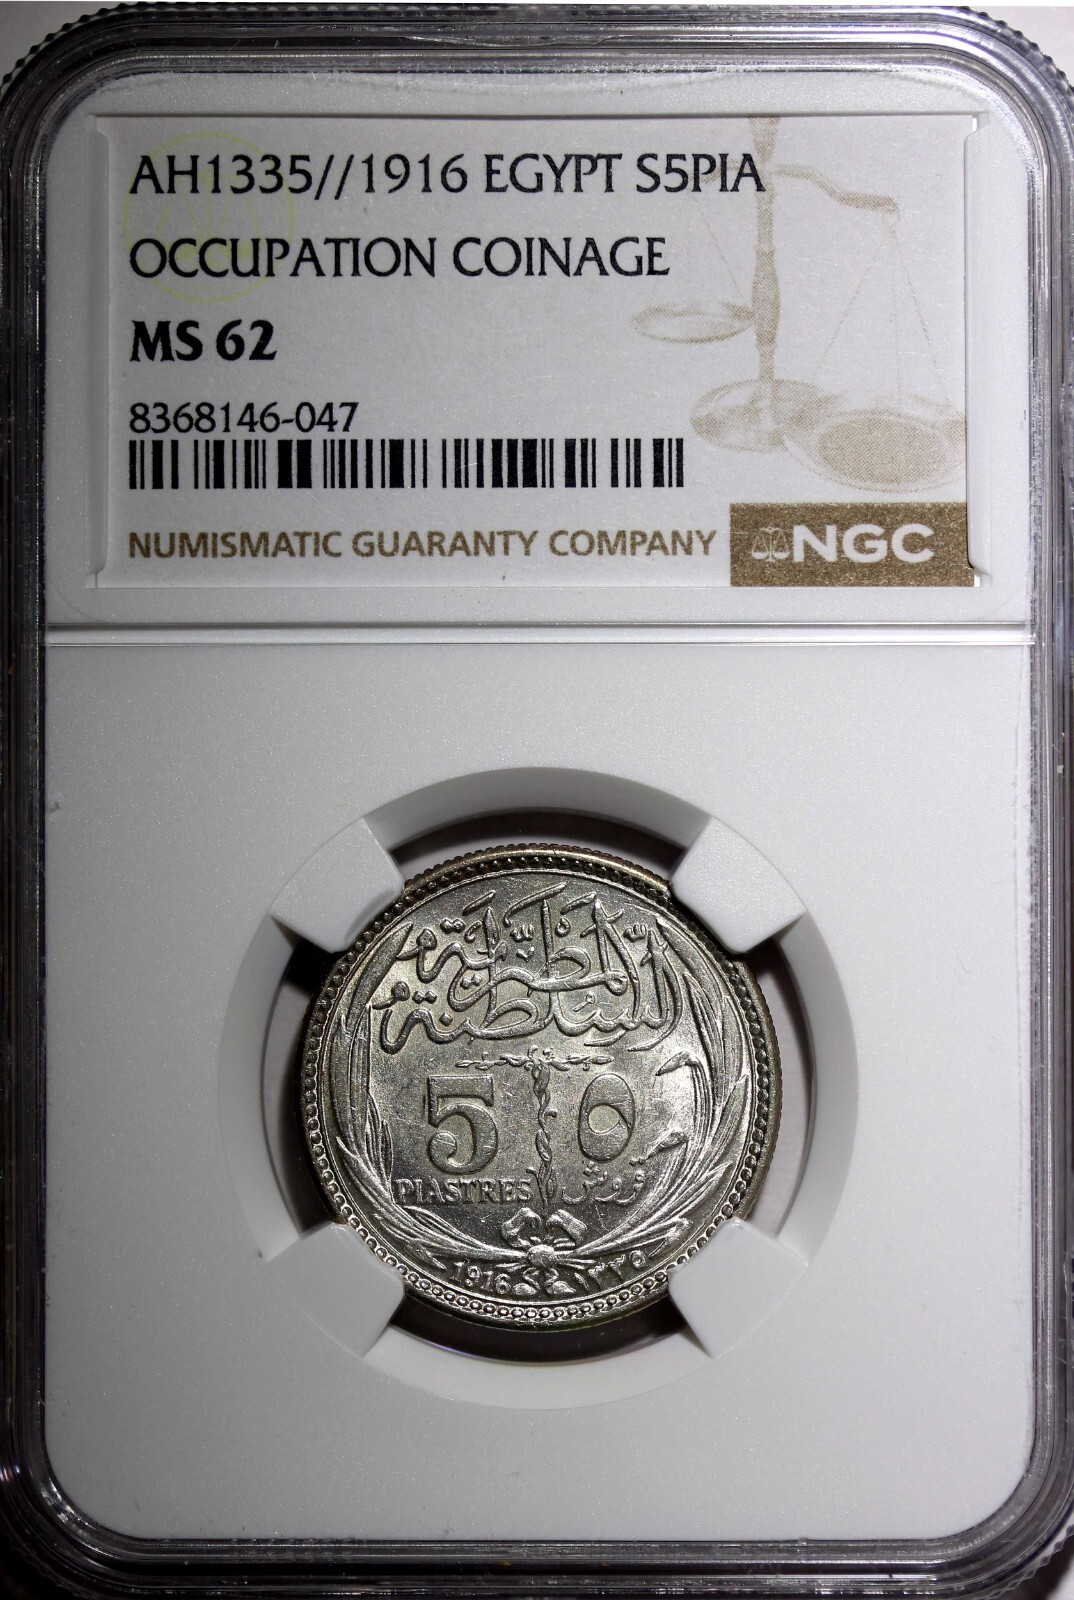 AH1335//1916 EGYPT S5PIA
OCCUPATION COINAGE
MS 62
8368146-047
NUMISMATIC GUARANTY COMPANY NGC
السلطنة المصرية
5 ٥
PIASTRES قروش
1916 ١٣٣٥